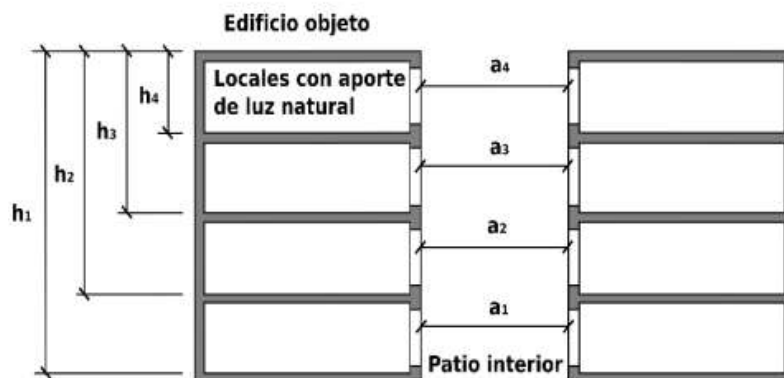 Edificio objeto
Locales con aporte
de luz natural
h4
h3
h2
h1
a4
a3
a2
a1
Patio interior